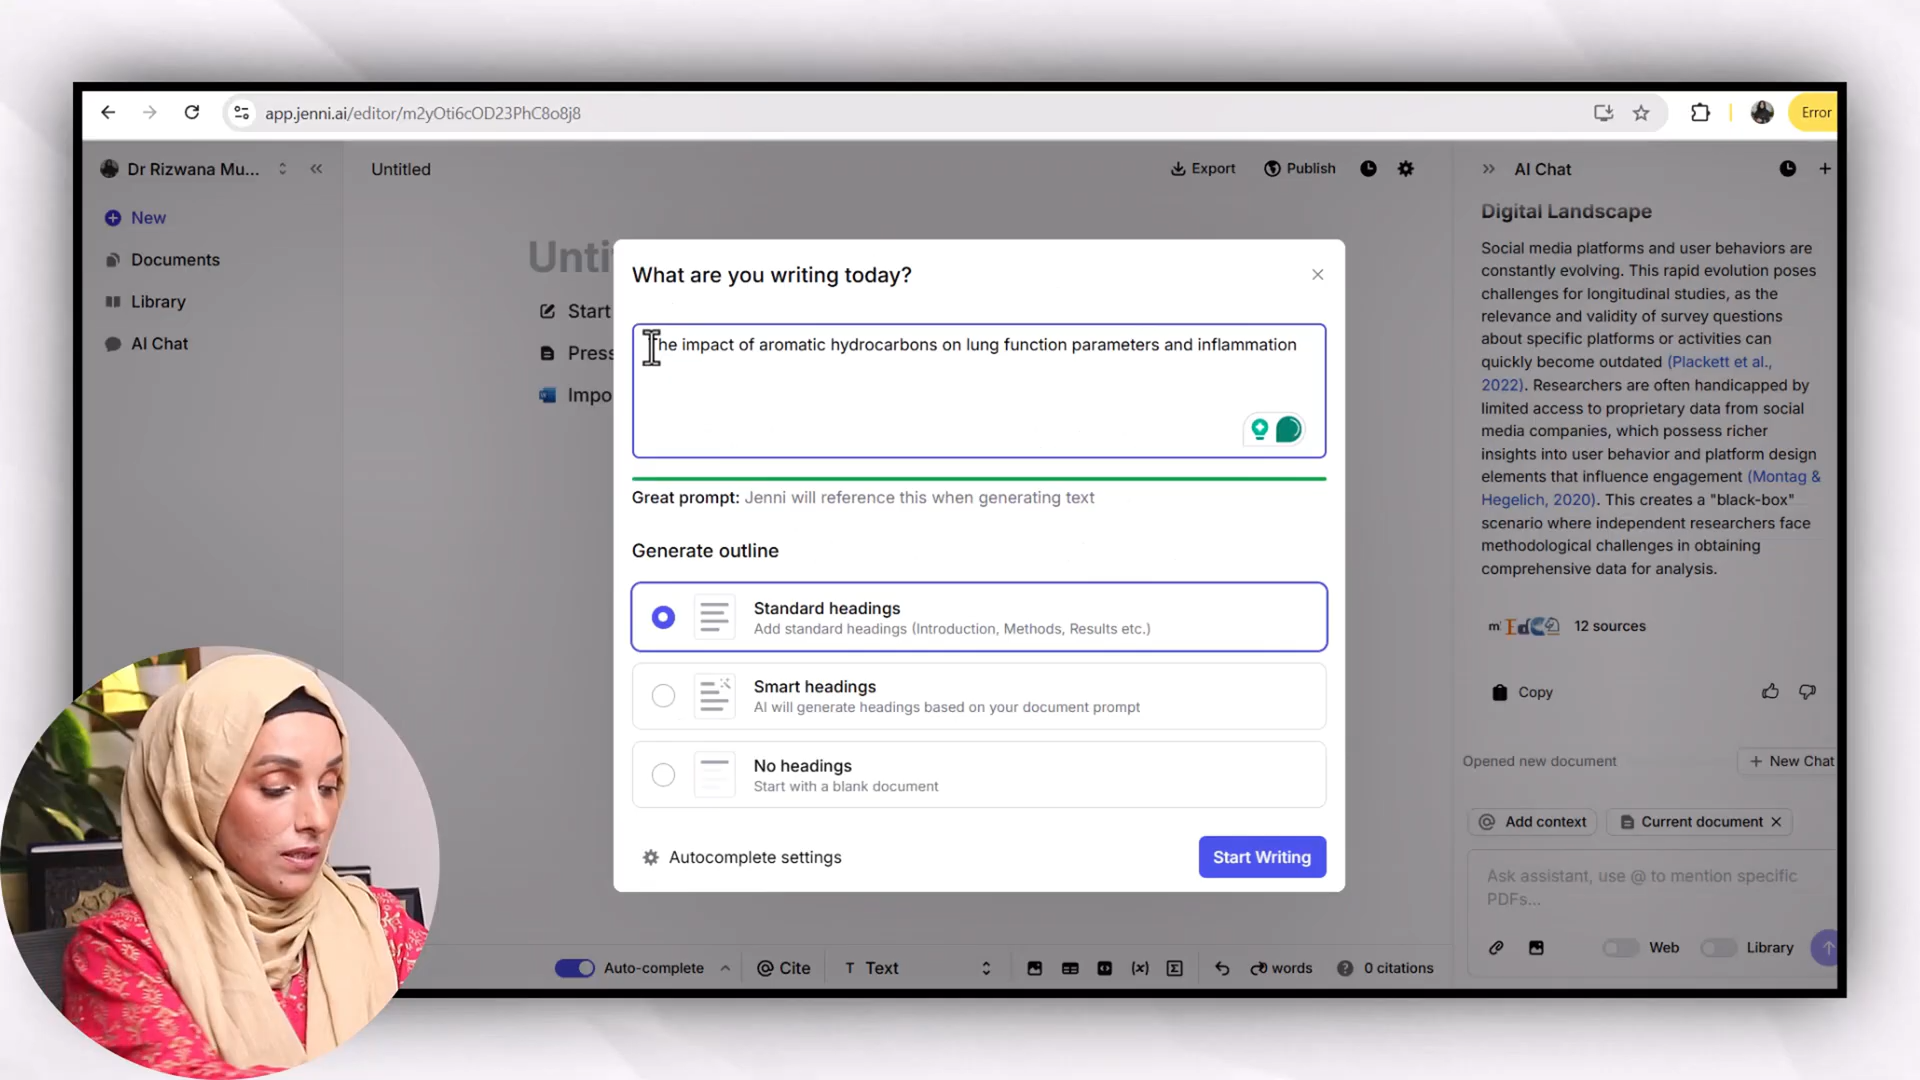 app.jenni.ai/editor/m2yOti6cOD23PhC8o8j8
Error
Dr Rizwana Mu...
New
Documents
Library
AI Chat
Untitled
Export
Publish
Unti
Start
Press
Impo
What are you writing today?
The impact of aromatic hydrocarbons on lung function parameters and inflammation
Great prompt: Jenni will reference this when generating text
Generate outline
Standard headings
Add standard headings (Introduction, Methods, Results etc.)
Smart headings
AI will generate headings based on your document prompt
No headings
Start with a blank document
Autocomplete settings
Start Writing
Auto-complete
@ Cite
T Text
words
0 citations
AI Chat
Digital Landscape
Social media platforms and user behaviors are
constantly evolving. This rapid evolution poses
challenges for longitudinal studies, as the
relevance and validity of survey questions
about specific platforms or activities can
quickly become outdated (Plackett et al.,
2022). Researchers are often handicapped by
limited access to proprietary data from social
media companies, which possess richer
insights into user behavior and platform design
elements that influence engagement (Montag &
Hegelich, 2020). This creates a "black-box"
scenario where independent researchers face
methodological challenges in obtaining
comprehensive data for analysis.
12 sources
Copy
Opened new document
+ New Chat
@ Add context
Current document
Ask assistant, use @ to mention specific
PDFs...
Web
Library